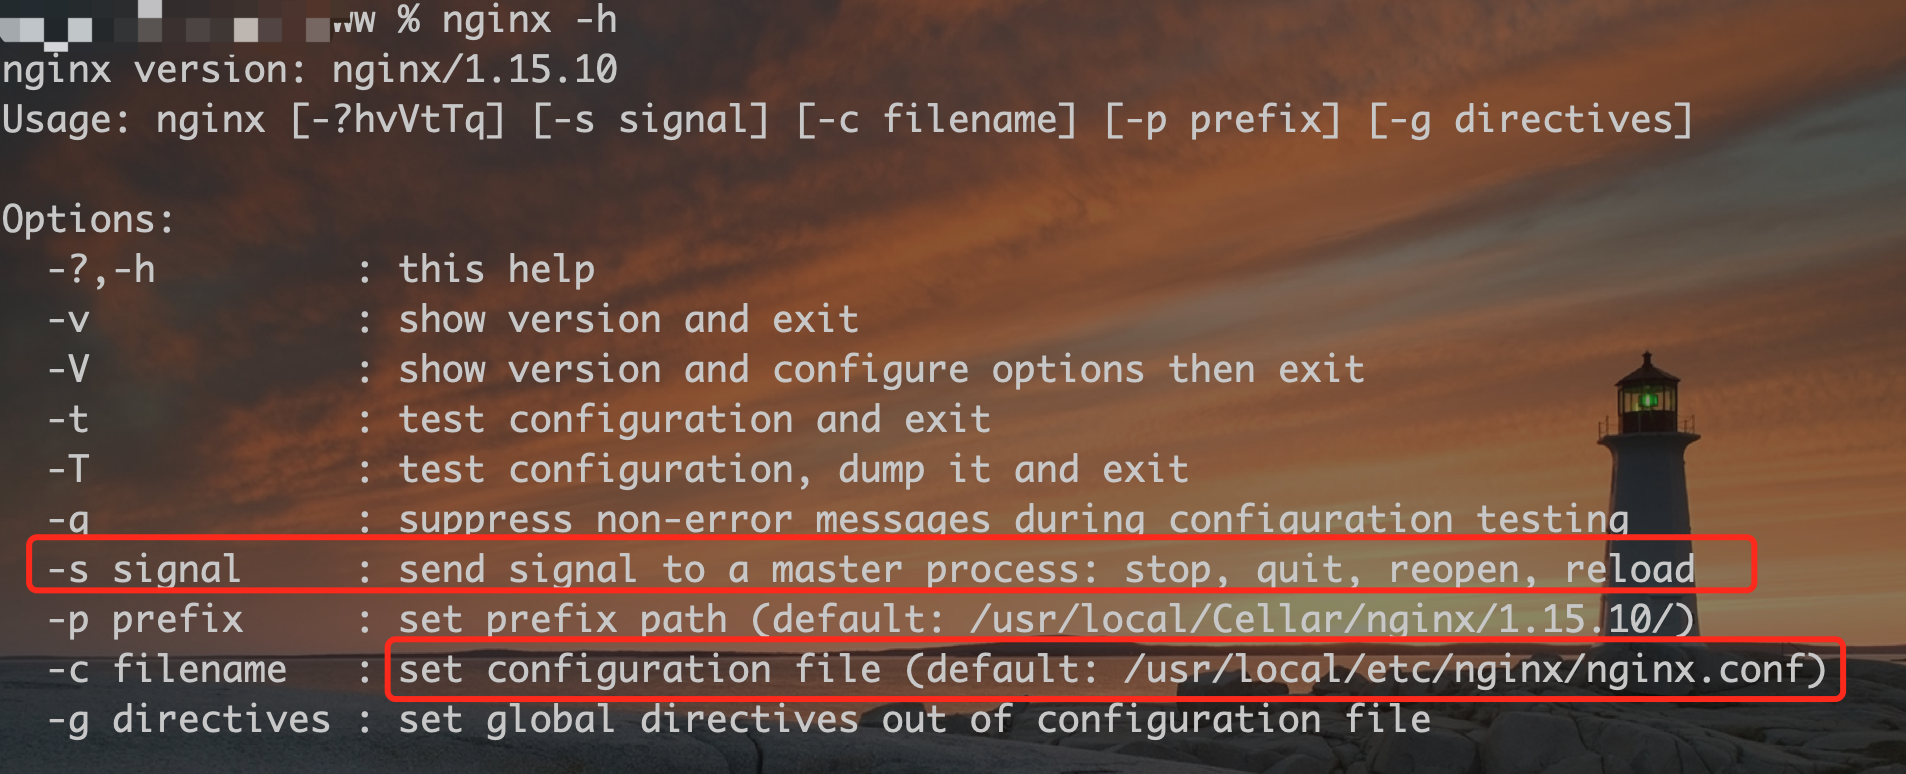 ww % nginx -h
nginx version: nginx/1.15.10
Usage: nginx [-?hvVtTq] [-s signal] [-c filename] [-p prefix] [-g directives]
Options:
-?,-h : this help
-v : show version and exit
-V : show version and configure options then exit
-t : test configuration and exit
-T : test configuration, dump it and exit
-q : suppress non-error messages during configuration testing
-s signal : send signal to a master process: stop, quit, reopen, reload
-p prefix : set prefix path (default: /usr/local/Cellar/nginx/1.15.10/)
-c filename : set configuration file (default: /usr/local/etc/nginx/nginx.conf)
-g directives : set global directives out of configuration file